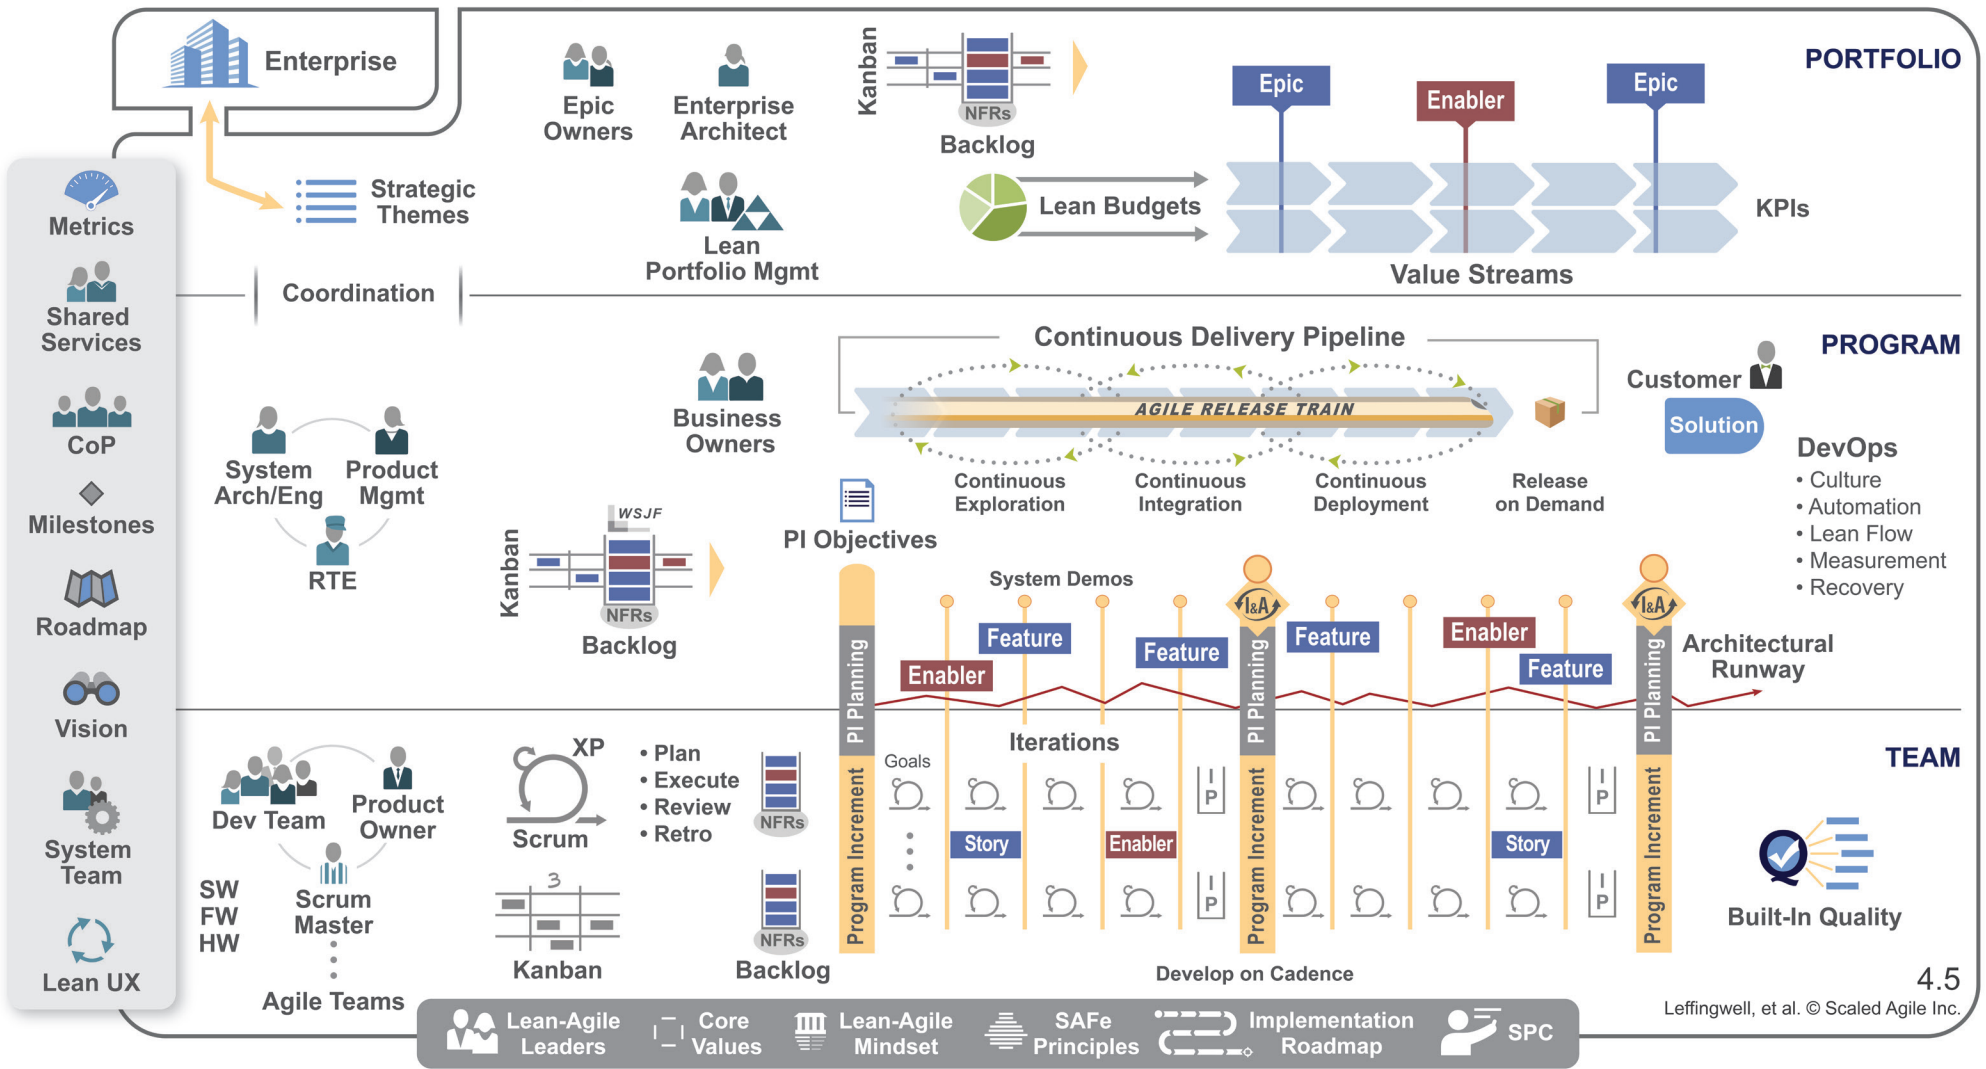 Enterprise
Strategic
Themes
Epic
Owners
Enterprise
Architect
Lean
Portfolio Mgmt
Kanban
NFRs
Backlog
Lean Budgets
Epic
Enabler
Epic
KPIs
Value Streams
PORTFOLIO
Metrics
Shared
Services
CoP
Milestones
Roadmap
Vision
System
Team
Lean UX
Coordination
PROGRAM
System
Arch/Eng
Product
Mgmt
RTE
Business
Owners
Kanban
WSJF
NFRs
Backlog
Continuous Delivery Pipeline
AGILE RELEASE TRAIN
Continuous
Exploration
Continuous
Integration
Continuous
Deployment
Release
on Demand
Customer
Solution
DevOps
• Culture
• Automation
• Lean Flow
• Measurement
• Recovery
PI Objectives
System Demos
I&A
I&A
Enabler
Feature
Feature
Feature
Enabler
Feature
PI Planning
PI Planning
PI Planning
Architectural
Runway
TEAM
Dev Team
Product
Owner
Scrum
Master
SW
FW
HW
Agile Teams
XP
Scrum
• Plan
• Execute
• Review
• Retro
3
Kanban
NFRs
NFRs
Backlog
Program Increment
Program Increment
Program Increment
Iterations
Goals
I
P
I
P
Story
Enabler
Story
I
P
I
P
Develop on Cadence
Built-In Quality
4.5
Leffingwell, et al. © Scaled Agile Inc.
Lean-Agile
Leaders
Core
Values
Lean-Agile
Mindset
SAFe
Principles
Implementation
Roadmap
SPC